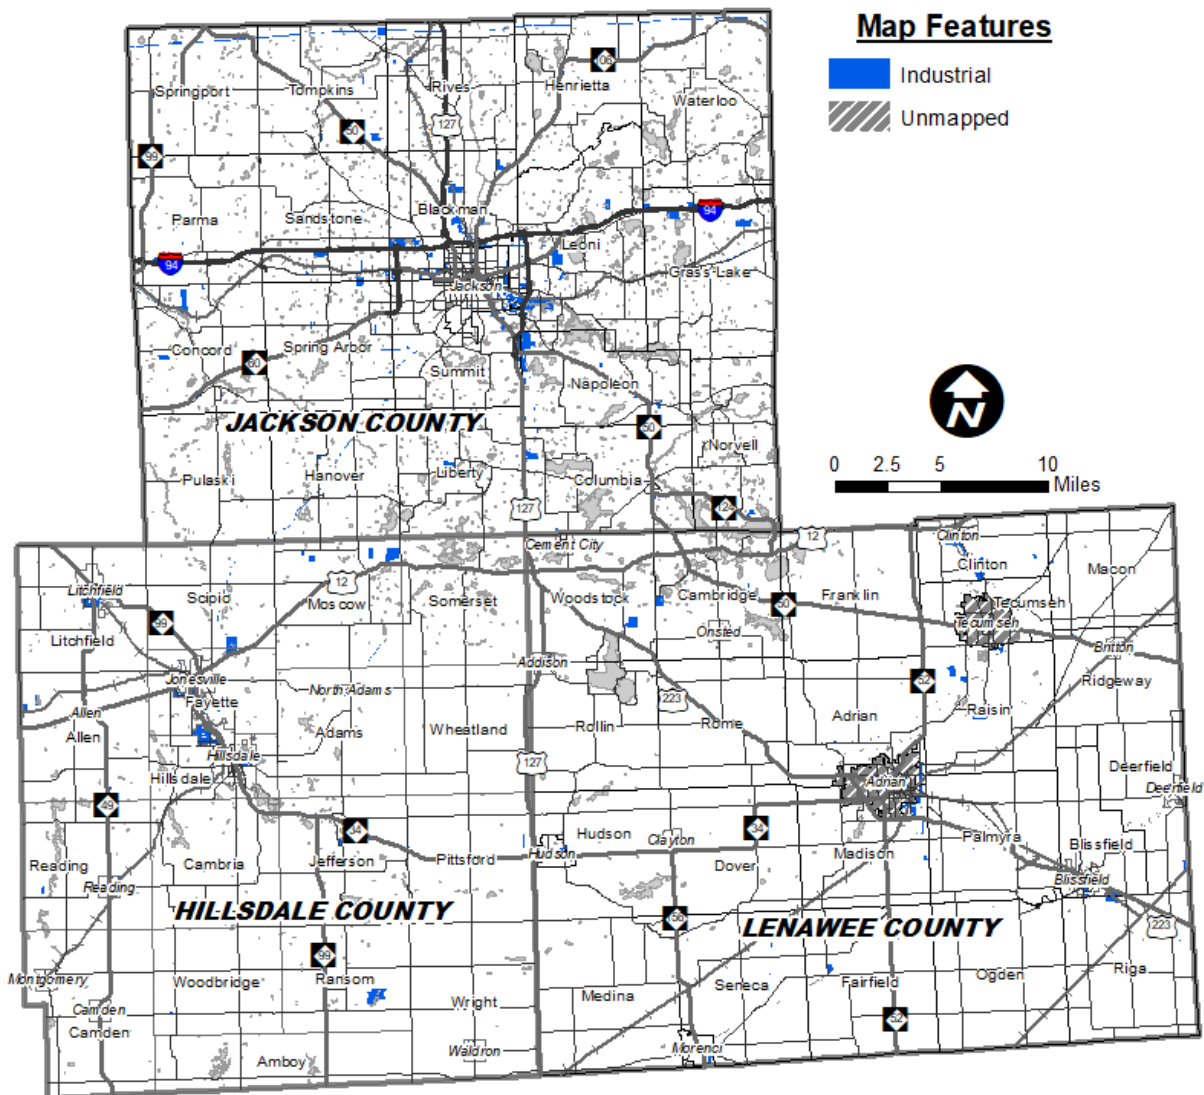 Map Features
Industrial
Unmapped
106
Springport
Tompkins
Rives
Henrietta
Waterloo
127
50
99
Parma
Sandstone
Blackman
94
Leoni
94
Grass Lake
Jackson
Concord
60
Spring Arbor
Summit
Napoleon
JACKSON COUNTY
50
Norvell
N
0 2.5 5 10
Miles
Pulaski
Hanover
Liberty
Columbia
127
124
Cement City
12
Clinton
Clinton
Macon
Litchfield
12
Scipio
Moscow
Somerset
Woodstock
Cambridge
50
Franklin
Tecumseh
Tecumseh
99
Litchfield
Onsted
Britton
Jonesville
North Adams
Addison
223
52
Ridgeway
Fayette
Allen
Allen
Adams
Wheatland
Rollin
Rome
Adrian
Raisin
Hillsdale
Hillsdale
127
Adrian
Deerfield
Deerfield
49
34
Hudson
Clayton
34
Palmyra
Blissfield
Reading
Cambria
Jefferson
Pittsford
Hudson
Dover
Madison
Reading
Blissfield
HILLSDALE COUNTY
156
LENAWEE COUNTY
223
99
Montgomery
Woodbridge
Ransom
Wright
Medina
Seneca
Fairfield
Ogden
Riga
Camden
Camden
52
Amboy
Waldron
Morenci